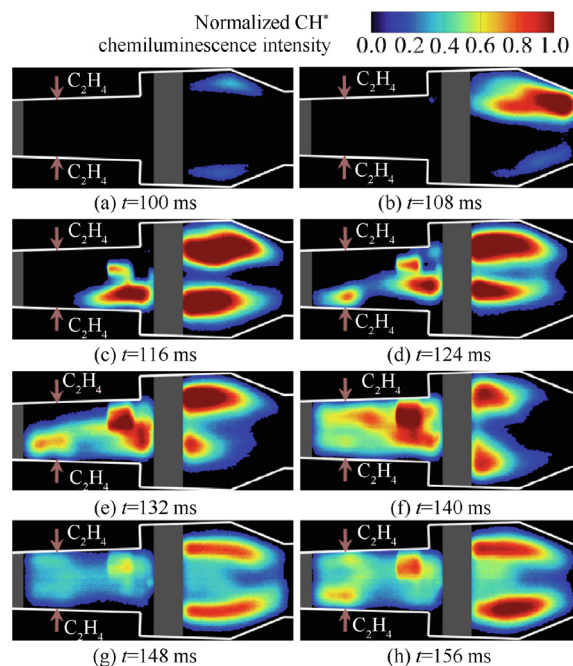 Normalized CH*
chemiluminescence intensity
0.0 0.2 0.4 0.6 0.8 1.0
C₂H₄ C₂H₄
C₂H₄ C₂H₄
(a) t=100 ms (b) t=108 ms
C₂H₄ C₂H₄
C₂H₄ C₂H₄
(c) t=116 ms (d) t=124 ms
C₂H₄ C₂H₄
C₂H₄ C₂H₄
(e) t=132 ms (f) t=140 ms
C₂H₄ C₂H₄
C₂H₄ C₂H₄
(g) t=148 ms (h) t=156 ms